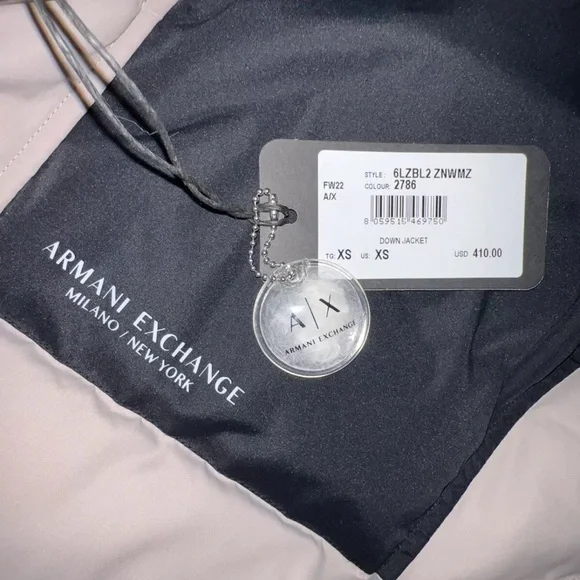 STYLE : 6LZBL2 ZNWMZ
FW22 COLOUR: 2786
A/X
8 059515 469750
DOWN JACKET
TG: XS US: XS USD 410.00
A|X
ARMANI EXCHANGE
ARMANI EXCHANGE
MILANO / NEW YORK